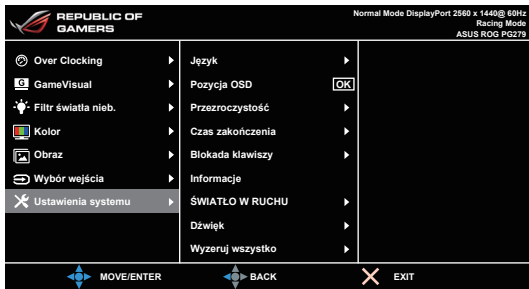 REPUBLIC OF
GAMERS
Normal Mode DisplayPort 2560 x 1440@ 60Hz
Racing Mode
ASUS ROG PG279
Over Clocking
GameVisual
Filtr światła nieb.
Kolor
Obraz
Wybór wejścia
Ustawienia systemu
Język
Pozycja OSD OK
Przezroczystość
Czas zakończenia
Blokada klawiszy
Informacje
ŚWIATŁO W RUCHU
Dźwięk
Wyzeruj wszystko
MOVE/ENTER BACK EXIT